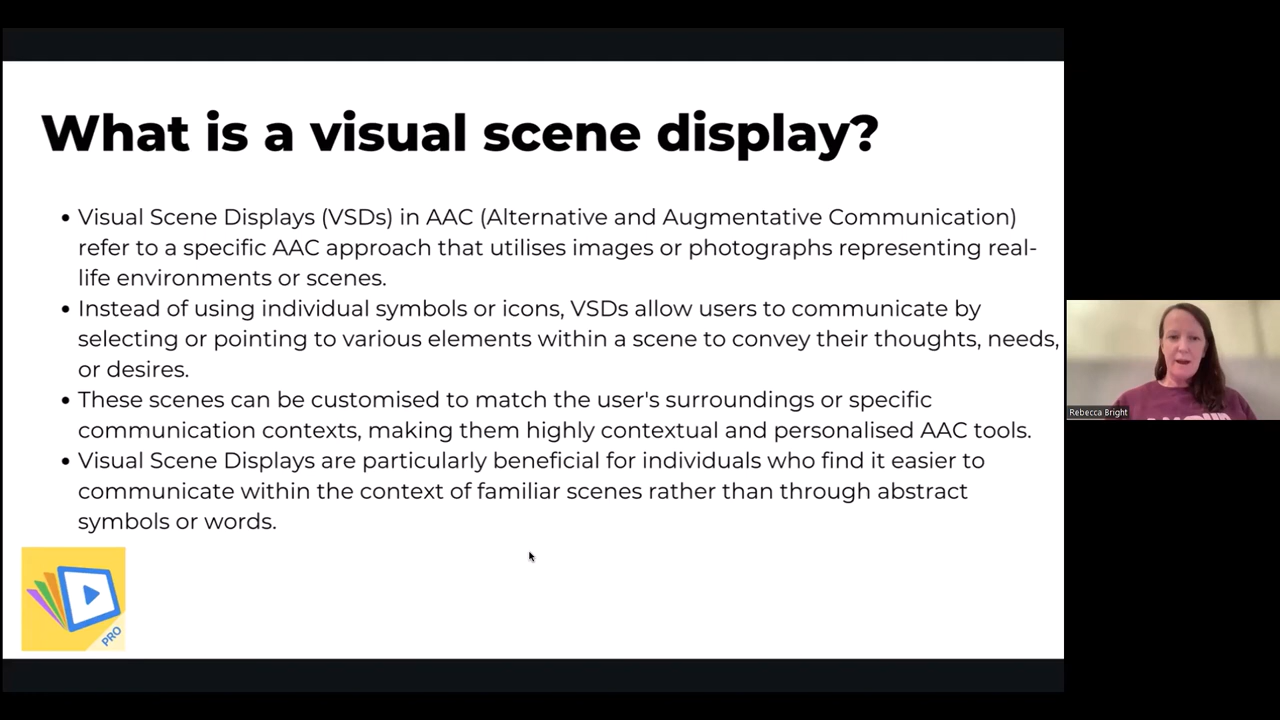 What is a visual scene display?
• Visual Scene Displays (VSDs) in AAC (Alternative and Augmentative Communication)
refer to a specific AAC approach that utilises images or photographs representing real-
life environments or scenes.
• Instead of using individual symbols or icons, VSDs allow users to communicate by
selecting or pointing to various elements within a scene to convey their thoughts, needs,
or desires.
• These scenes can be customised to match the user's surroundings or specific
communication contexts, making them highly contextual and personalised AAC tools.
• Visual Scene Displays are particularly beneficial for individuals who find it easier to
communicate within the context of familiar scenes rather than through abstract
symbols or words.
PRO
Rebecca Bright